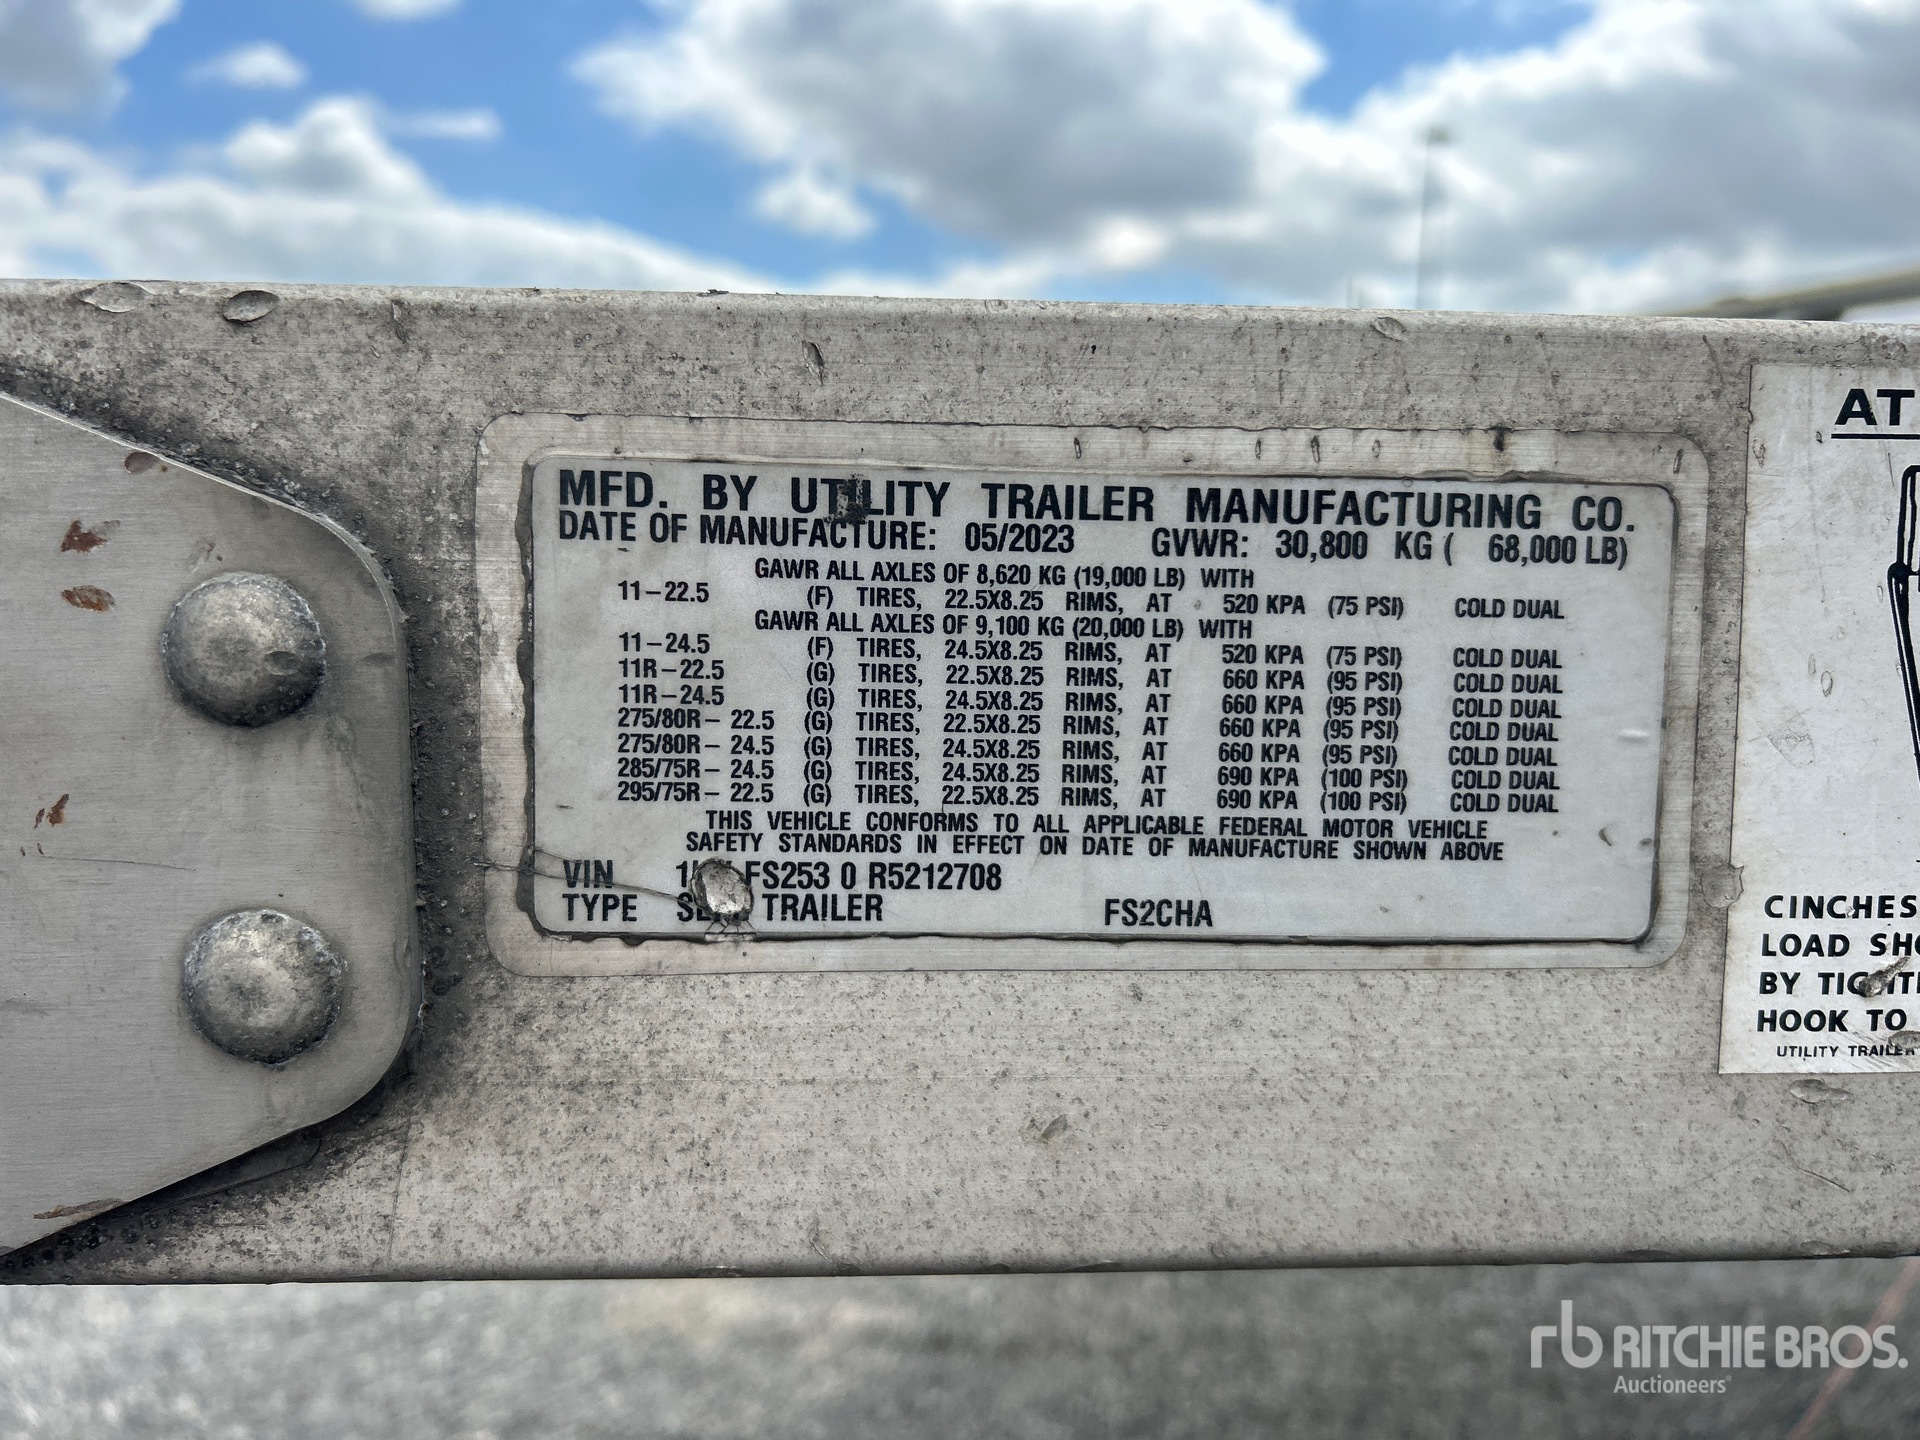 MFD. BY UTILITY TRAILER MANUFACTURING CO.
DATE OF MANUFACTURE: 05/2023 GVWR: 30,800 KG ( 68,000 LB)
GAWR ALL AXLES OF 8,620 KG (19,000 LB) WITH
11-22.5 (F) TIRES, 22.5X8.25 RIMS, AT 520 KPA (75 PSI) COLD DUAL
GAWR ALL AXLES OF 9,100 KG (20,000 LB) WITH
11-24.5 (F) TIRES, 24.5X8.25 RIMS, AT 520 KPA (75 PSI) COLD DUAL
11R-22.5 (G) TIRES, 22.5X8.25 RIMS, AT 660 KPA (95 PSI) COLD DUAL
11R-24.5 (G) TIRES, 24.5X8.25 RIMS, AT 660 KPA (95 PSI) COLD DUAL
275/80R- 22.5 (G) TIRES, 22.5X8.25 RIMS, AT 660 KPA (95 PSI) COLD DUAL
275/80R- 24.5 (G) TIRES, 24.5X8.25 RIMS, AT 660 KPA (95 PSI) COLD DUAL
285/75R- 24.5 (G) TIRES, 24.5X8.25 RIMS, AT 690 KPA (100 PSI) COLD DUAL
295/75R- 22.5 (G) TIRES, 22.5X8.25 RIMS, AT 690 KPA (100 PSI) COLD DUAL
THIS VEHICLE CONFORMS TO ALL APPLICABLE FEDERAL MOTOR VEHICLE
SAFETY STANDARDS IN EFFECT ON DATE OF MANUFACTURE SHOWN ABOVE
VIN FS253 0 R5212708
TYPE TRAILER FS2CHA
AT
CINCHES
LOAD
BY
HOOK TO
UTILITY TRAILER
rb RITCHIE BROS.
Auctioneers